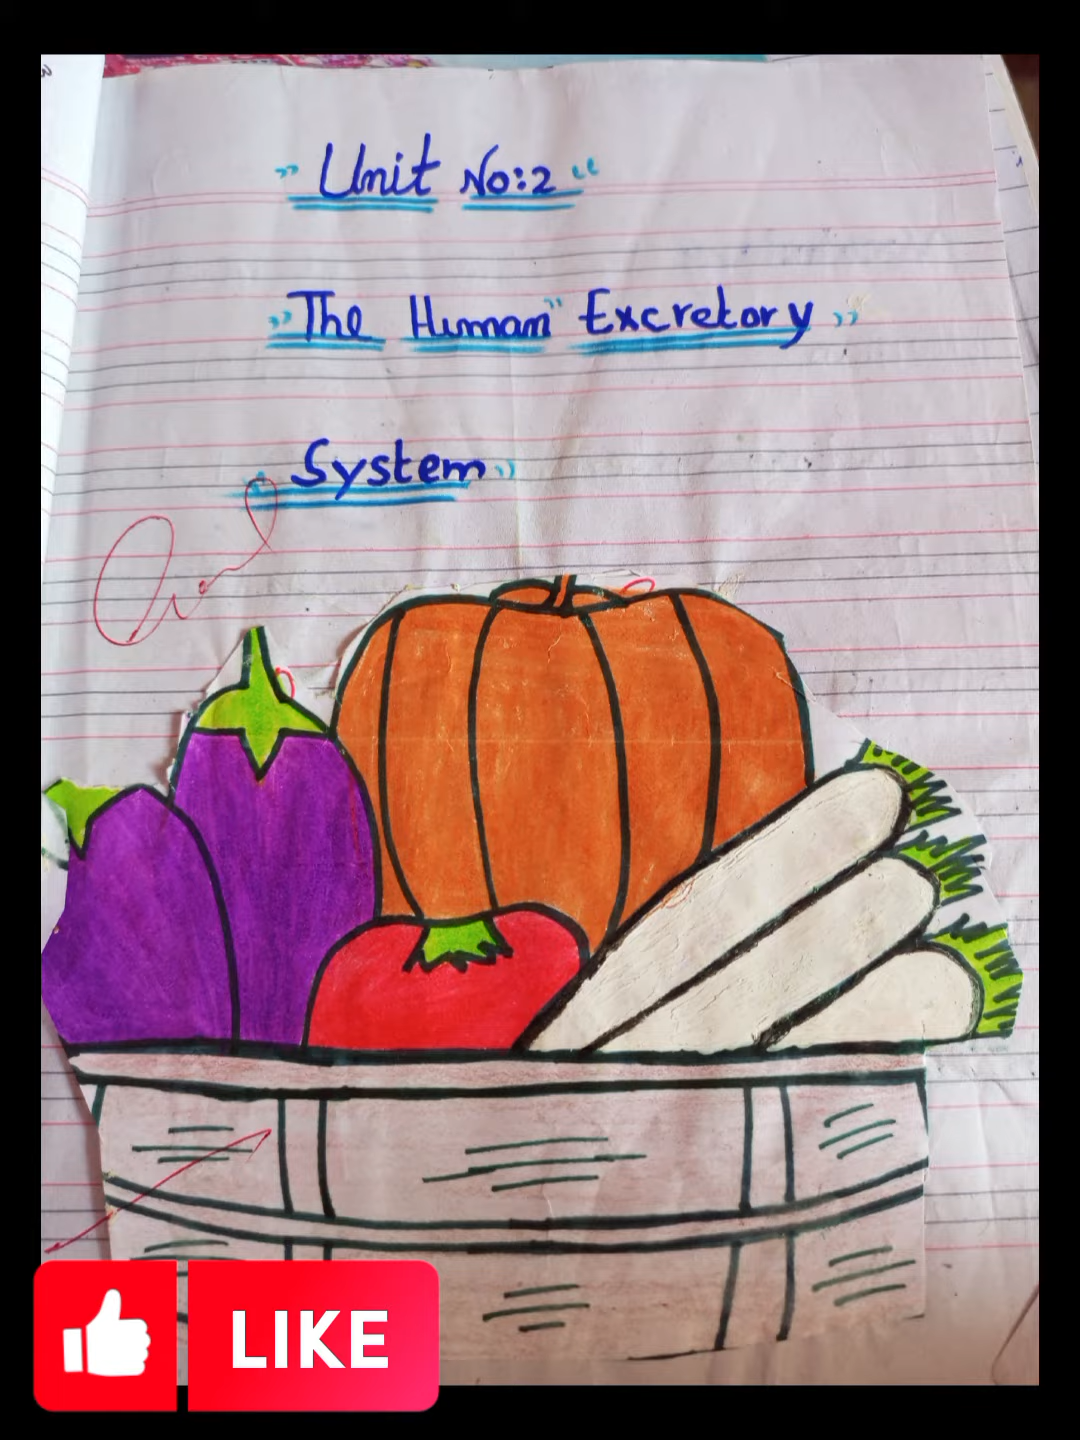 " Unit No:2 "
" The Human " Excretory "
System "
LIKE